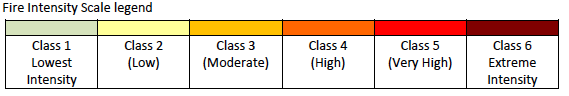 Fire Intensity Scale legend
Class 1 Class 2 Class 3 Class 4 Class 5 Class 6
Lowest (Low) (Moderate) (High) (Very High) Extreme
Intensity Intensity